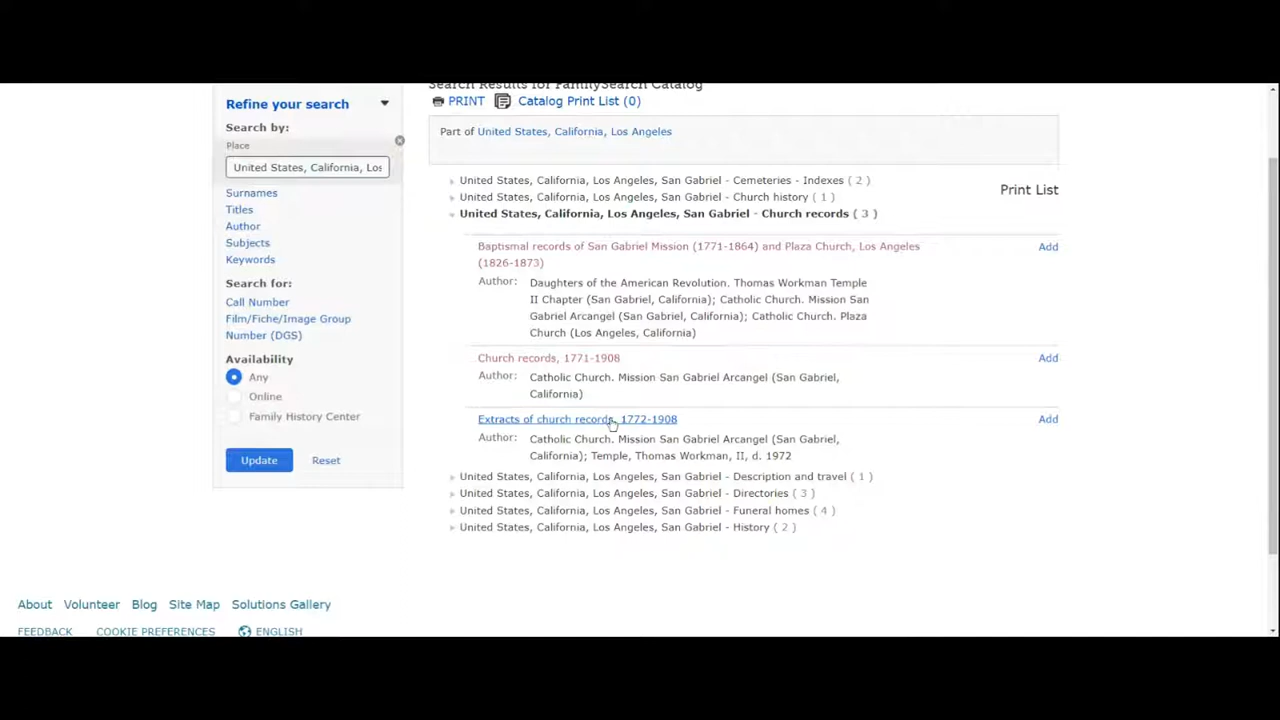 Search Results for FamilySearch Catalog
Refine your search
PRINT Catalog Print List (0)
Search by:
Place
United States, California, Los
Surnames
Titles
Author
Subjects
Keywords
Search for:
Call Number
Film/Fiche/Image Group
Number (DGS)
Availability
Any
Online
Family History Center
Update Reset
Part of United States, California, Los Angeles
United States, California, Los Angeles, San Gabriel - Cemeteries - Indexes ( 2 )
Print List
United States, California, Los Angeles, San Gabriel - Church history ( 1 )
United States, California, Los Angeles, San Gabriel - Church records ( 3 )
Baptismal records of San Gabriel Mission (1771-1864) and Plaza Church, Los Angeles Add
(1826-1873)
Author: Daughters of the American Revolution. Thomas Workman Temple
II Chapter (San Gabriel, California); Catholic Church. Mission San
Gabriel Arcangel (San Gabriel, California); Catholic Church. Plaza
Church (Los Angeles, California)
Church records, 1771-1908 Add
Author: Catholic Church. Mission San Gabriel Arcangel (San Gabriel,
California)
Extracts of church records, 1772-1908 Add
Author: Catholic Church. Mission San Gabriel Arcangel (San Gabriel,
California); Temple, Thomas Workman, II, d. 1972
United States, California, Los Angeles, San Gabriel - Description and travel ( 1 )
United States, California, Los Angeles, San Gabriel - Directories ( 3 )
United States, California, Los Angeles, San Gabriel - Funeral homes ( 4 )
United States, California, Los Angeles, San Gabriel - History ( 2 )
About Volunteer Blog Site Map Solutions Gallery
FEEDBACK COOKIE PREFERENCES ENGLISH